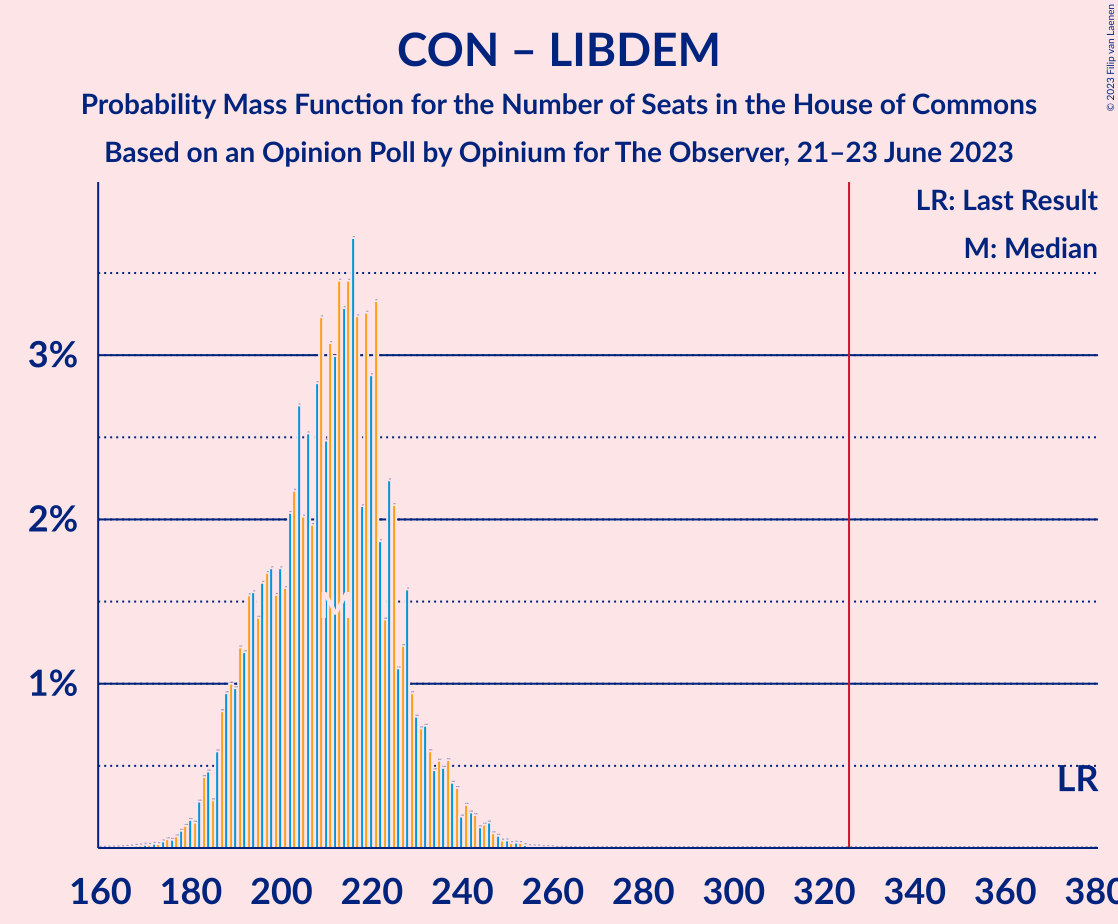 CON – LIBDEM
Probability Mass Function for the Number of Seats in the House of Commons
Based on an Opinion Poll by Opinium for The Observer, 21–23 June 2023
© 2023 Filip van Laenen
LR: Last Result
M: Median
3%
2%
M
1%
LR
160 180 200 220 240 260 280 300 320 340 360 380